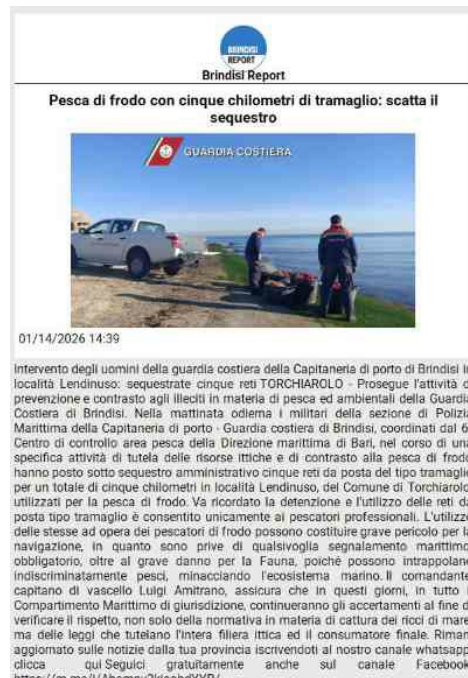 BRINDISI
REPORT
Brindisi Report
Pesca di frodo con cinque chilometri di tramaglio: scatta il
sequestro
GUARDIA COSTIERA
01/14/2026 14:39
Intervento degli uomini della guardia costiera della Capitaneria di porto di Brindisi in
località Lendinuso: sequestrate cinque reti TORCHIAROLO - Prosegue l'attività d
prevenzione e contrasto agli illeciti in materia di pesca ed ambientali della Guardia
Costiera di Brindisi. Nella mattinata odierna i militari della sezione di Polizia
Marittima della Capitaneria di porto - Guardia costiera di Brindisi, coordinati dal 6
Centro di controllo area pesca della Direzione marittima di Bari, nel corso di una
specifica attività di tutela delle risorse ittiche e di contrasto alla pesca di frodo
hanno posto sotto sequestro amministrativo cinque reti da posta del tipo tramaglio
per un totale di cinque chilometri in località Lendinuso, del Comune di Torchiarolo
utilizzati per la pesca di frodo. Va ricordato la detenzione e l'utilizzo delle reti da
posta tipo tramaglio è consentito unicamente ai pescatori professionali. L'utilizzo
delle stesse ad opera dei pescatori di frodo possono costituire grave pericolo per la
navigazione, in quanto sono prive di qualsivoglia segnalamento marittimo
obbligatorio, oltre al grave danno per la Fauna, poiché possono intrappolare
indiscriminatamente pesci, minacciando l'ecosistema marino. Il comandante
capitano di vascello Luigi Amitrano, assicura che in questi giorni, in tutto i
Compartimento Marittimo di giurisdizione, continueranno gli accertamenti al fine d
verificare il rispetto, non solo della normativa in materia di cattura dei ricci di mare
ma delle leggi che tutelano l'intera filiera ittica ed il consumatore finale. Riman
aggiornato sulle notizie dalla tua provincia iscrivendoti al nostro canale whatsapp
clicca qui Seguici gratuitamente anche sul canale Facebook